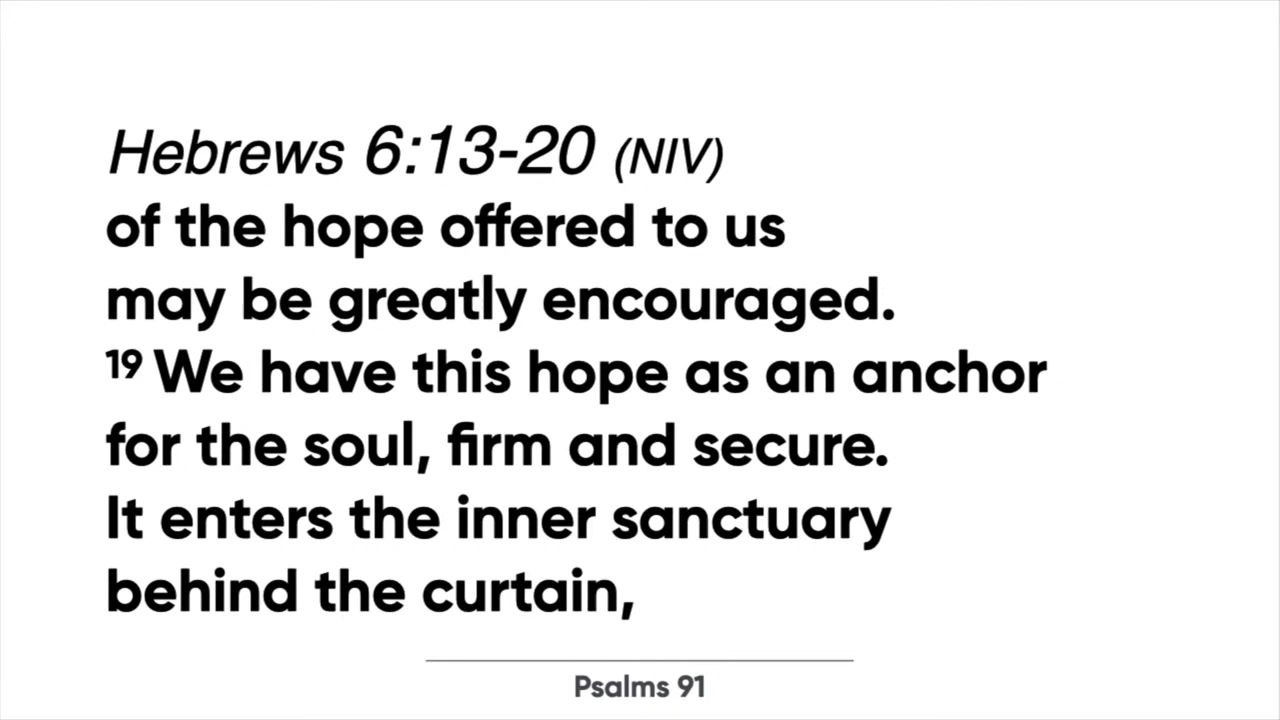 Hebrews 6:13-20 (NIV)
of the hope offered to us
may be greatly encouraged.
19 We have this hope as an anchor
for the soul, firm and secure.
It enters the inner sanctuary
behind the curtain,
Psalms 91